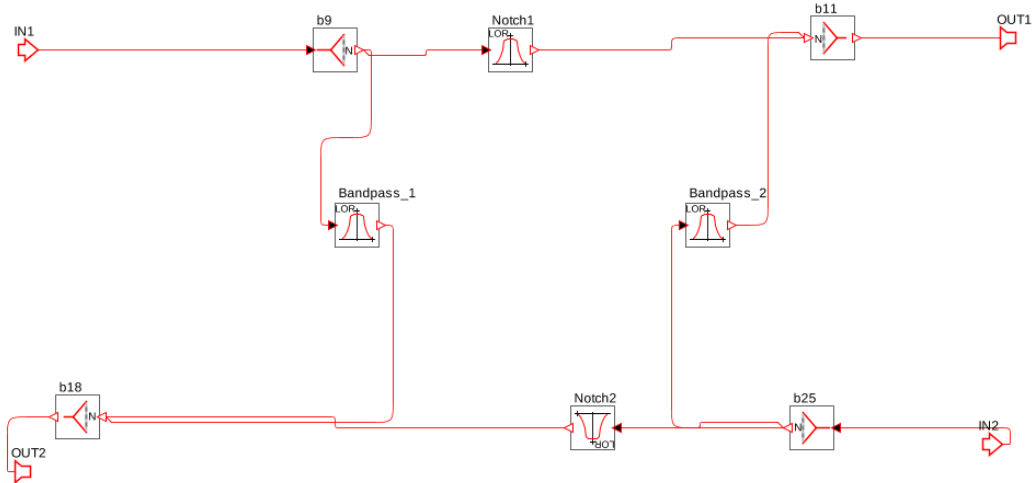 IN1
b9
Notch1
b11
OUT1
N
LOR
N
Bandpass_1
Bandpass_2
LOR
LOR
b18
Notch2
b25
IN2
N
LOR
N
OUT2